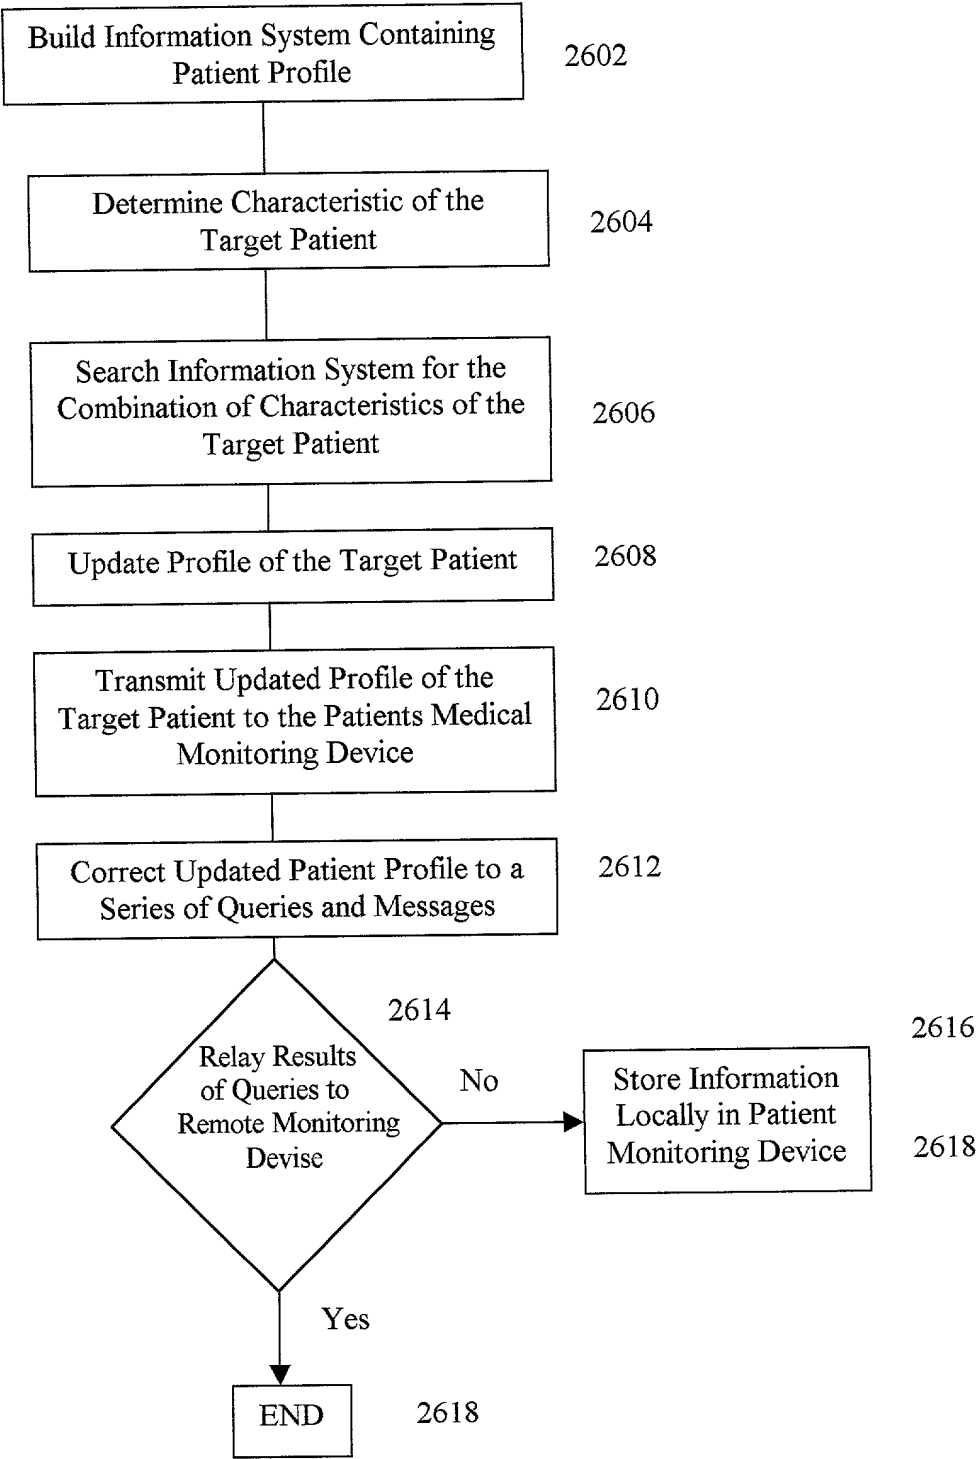 Build Information System Containing
Patient Profile
2602
Determine Characteristic of the
Target Patient
2604
Search Information System for the
Combination of Characteristics of the
Target Patient
2606
Update Profile of the Target Patient
2608
Transmit Updated Profile of the
Target Patient to the Patients Medical
Monitoring Device
2610
Correct Updated Patient Profile to a
Series of Queries and Messages
2612
2614
Relay Results
of Queries to
Remote Monitoring
Devise
No
2616
Store Information
Locally in Patient
Monitoring Device
2618
Yes
END
2618